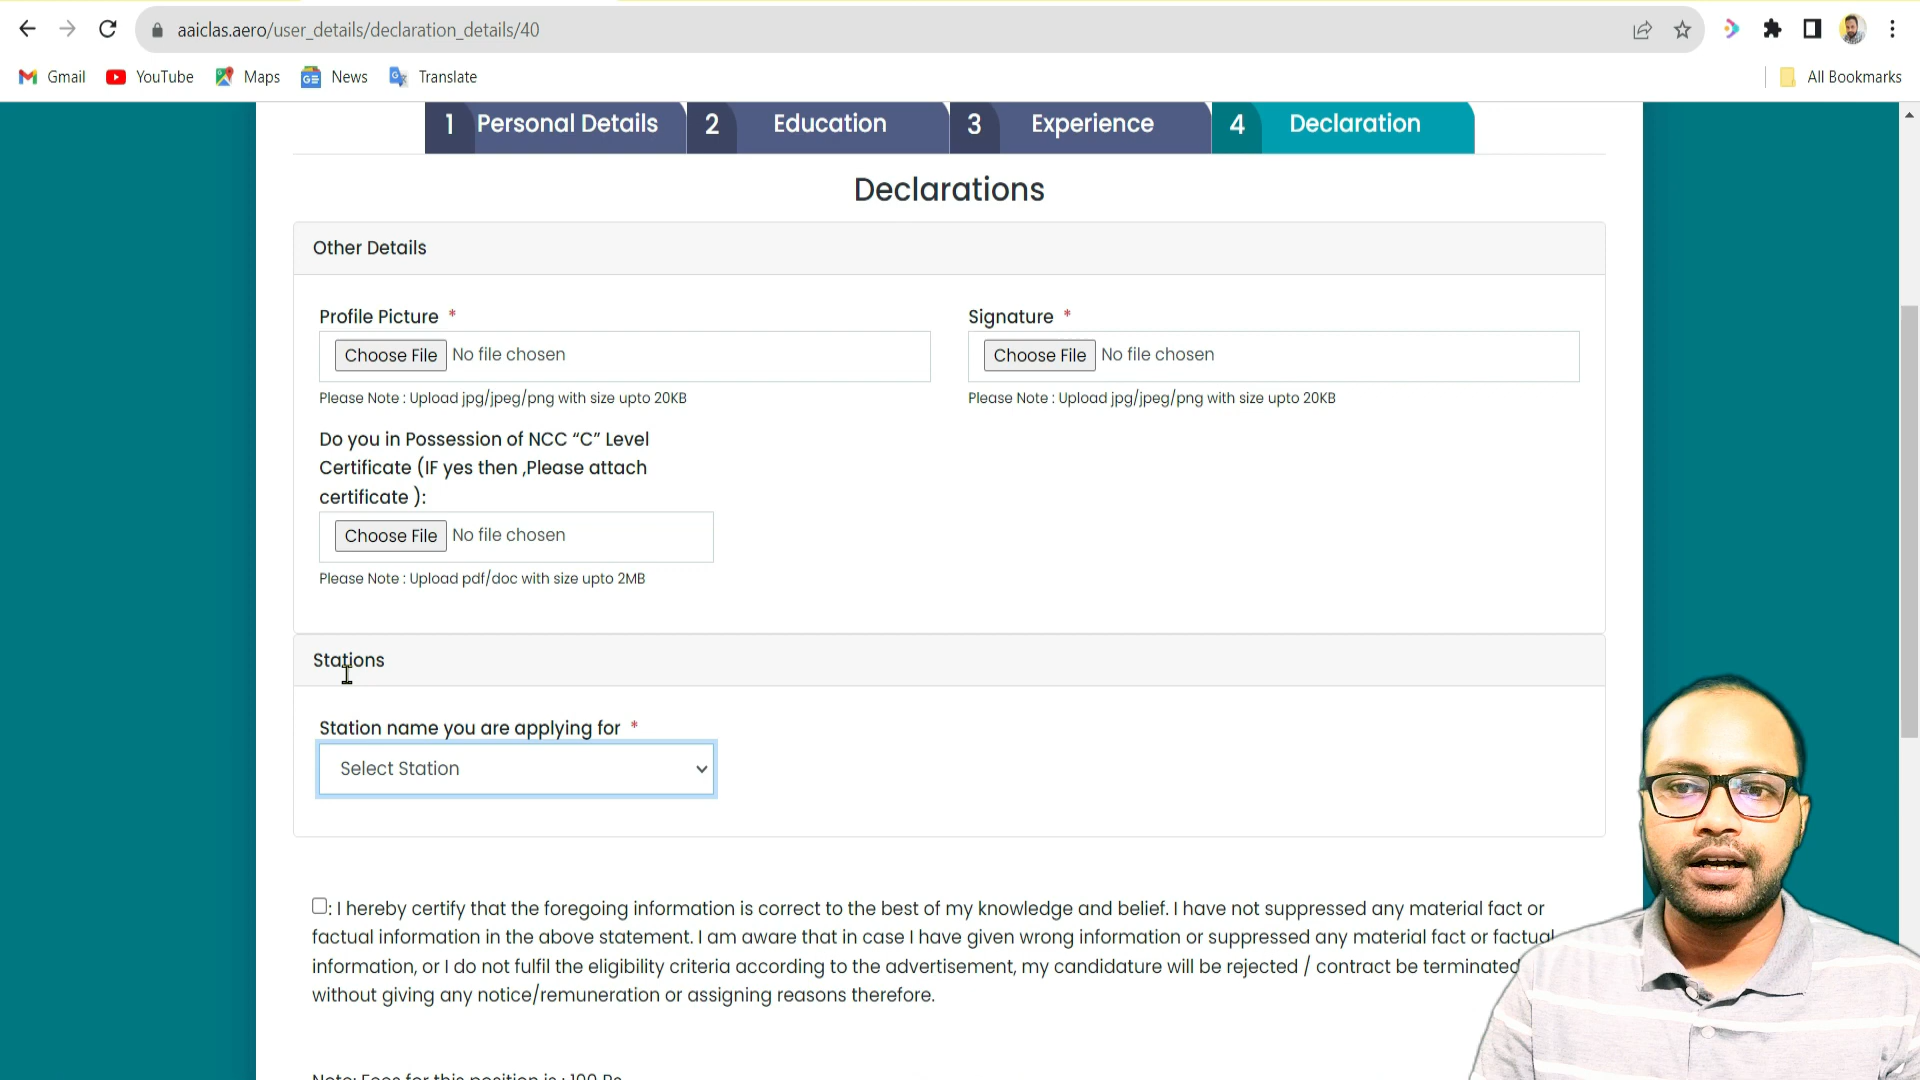 aaiclas.aero/user_details/declaration_details/40
Gmail YouTube Maps News Translate All Bookmarks
1 Personal Details 2 Education 3 Experience 4 Declaration
Declarations
Other Details
Profile Picture * Signature *
Choose File No file chosen Choose File No file chosen
Please Note : Upload jpg/jpeg/png with size upto 20KB Please Note : Upload jpg/jpeg/png with size upto 20KB
Do you in Possession of NCC “C” Level
Certificate (IF yes then ,Please attach
certificate ):
Choose File No file chosen
Please Note : Upload pdf/doc with size upto 2MB
Stations
Station name you are applying for *
Select Station
: I hereby certify that the foregoing information is correct to the best of my knowledge and belief. I have not suppressed any material fact or
factual information in the above statement. I am aware that in case I have given wrong information or suppressed any material fact or factual
information, or I do not fulfil the eligibility criteria according to the advertisement, my candidature will be rejected / contract be terminated
without giving any notice/remuneration or assigning reasons therefore.
Note: Fees for this position is : 100 Rs